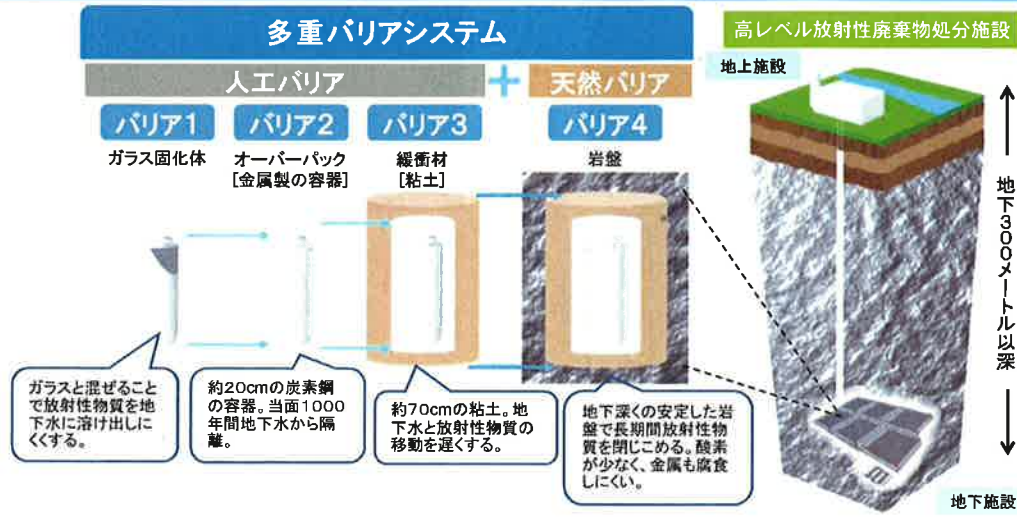 多重バリアシステム
人工バリア
+
天然バリア
バリア1
バリア2
バリア3
バリア4
ガラス固化体
オーバーパック
[金属製の容器]
緩衝材
[粘土]
岩盤
ガラスと混ぜること
で放射性物質を地
下水に溶け出しに
くくする。
約20cmの炭素鋼
の容器。当面1000
年間地下水から隔
離。
約70cmの粘土。地
下水と放射性物質の
移動を遅くする。
地下深くの安定した岩
盤で長期間放射性物
質を閉じこめる。酸素
が少なく、金属も腐食
しにくい。
高レベル放射性廃棄物処分施設
地上施設
地下300メートル以深
地下施設